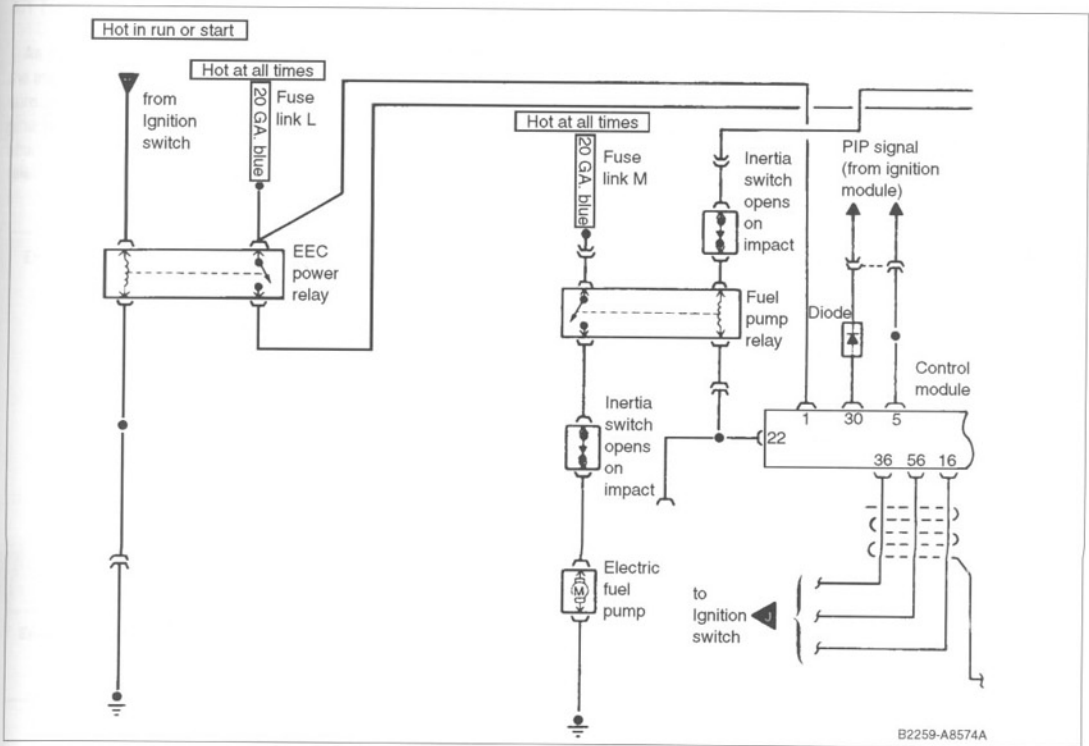 Hot in run or start
Hot at all times
from
Ignition
switch
20 GA. blue
Fuse
link L
EEC
power
relay
Hot at all times
20 GA. blue
Fuse
link M
Inertia
switch
opens
on
impact
PIP signal
(from ignition
module)
Fuel
pump
relay
Diode
Control
module
1 30 5
22
36 56 16
Inertia
switch
opens
on
impact
Electric
fuel
pump
M
to
Ignition
switch
J
B2259-A8574A